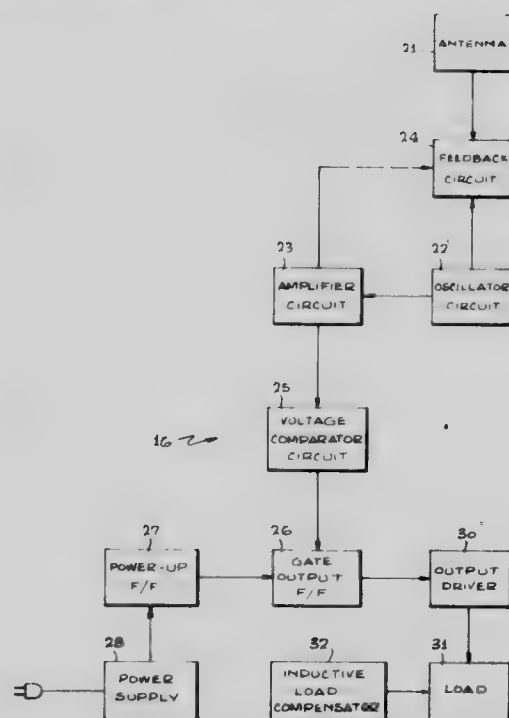 21
ANTENNA
24
FEEDBACK
CIRCUIT
23
AMPLIFIER
CIRCUIT
22
OSCILLATOR
CIRCUIT
25
VOLTAGE
COMPARATOR
CIRCUIT
16
27
POWER-UP
F/F
26
GATE
OUTPUT
F/F
30
OUTPUT
DRIVER
28
POWER
SUPPLY
32
INDUCTIVE
LOAD
COMPENSATOR
31
LOAD